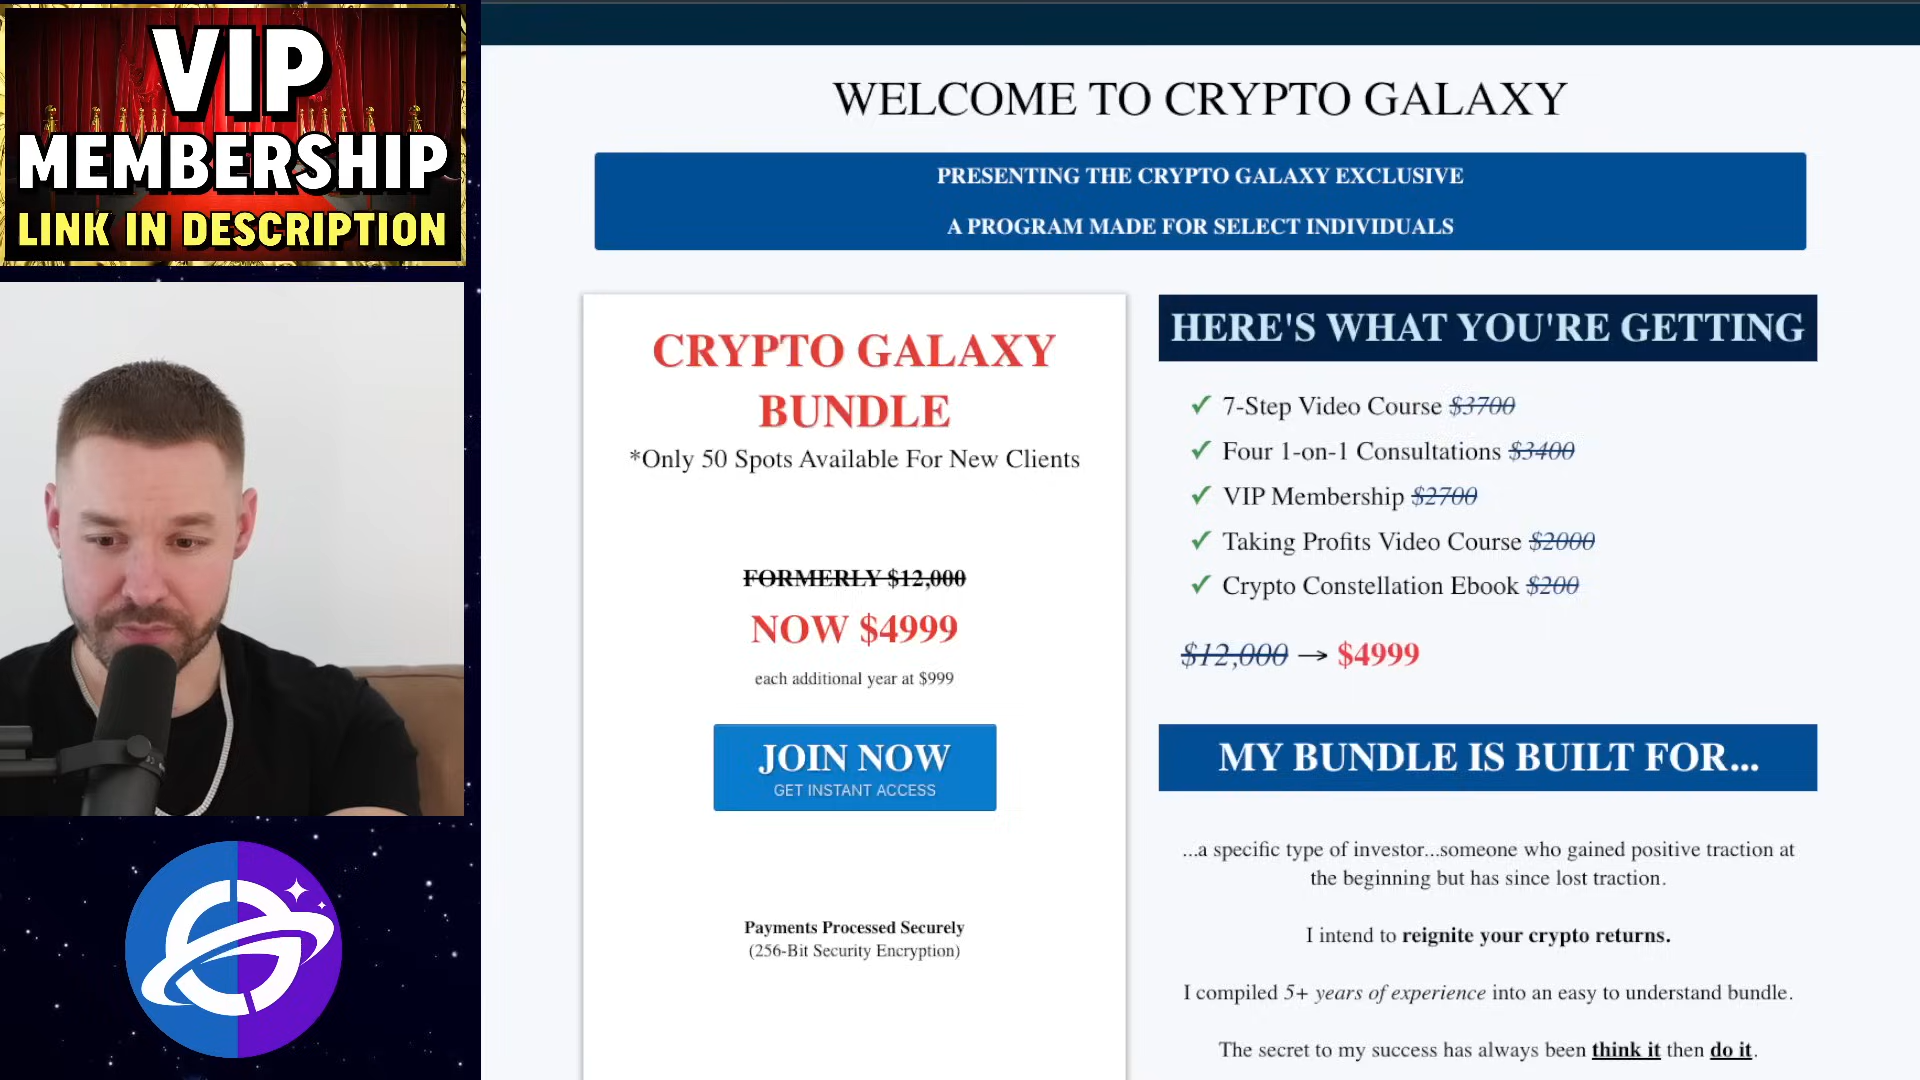 VIP
MEMBERSHIP
LINK IN DESCRIPTION
WELCOME TO CRYPTO GALAXY
PRESENTING THE CRYPTO GALAXY EXCLUSIVE
A PROGRAM MADE FOR SELECT INDIVIDUALS
CRYPTO GALAXY
BUNDLE
*Only 50 Spots Available For New Clients
FORMERLY $12,000
NOW $4999
each additional year at $999
JOIN NOW
GET INSTANT ACCESS
Payments Processed Securely
(256-Bit Security Encryption)
HERE'S WHAT YOU'RE GETTING
✓ 7-Step Video Course $3700
✓ Four 1-on-1 Consultations $3400
✓ VIP Membership $2700
✓ Taking Profits Video Course $2000
✓ Crypto Constellation Ebook $200
$12,000 → $4999
MY BUNDLE IS BUILT FOR...
...a specific type of investor...someone who gained positive traction at
the beginning but has since lost traction.
I intend to reignite your crypto returns.
I compiled 5+ years of experience into an easy to understand bundle.
The secret to my success has always been think it then do it.